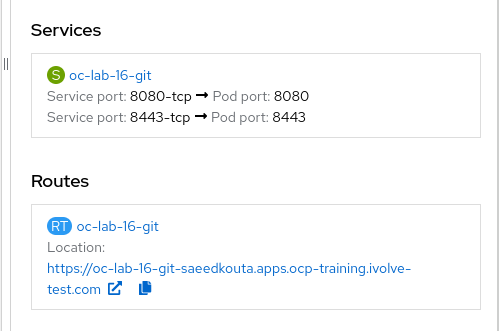 Services
S oc-lab-16-git
Service port: 8080-tcp ➞ Pod port: 8080
Service port: 8443-tcp ➞ Pod port: 8443
Routes
RT oc-lab-16-git
Location:
https://oc-lab-16-git-saeedkouta.apps.ocp-training.ivolve-
test.com